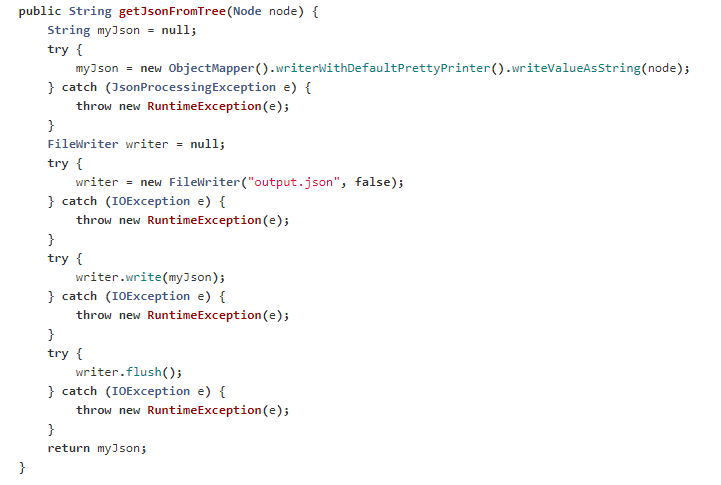 public String getJsonFromTree(Node node) {
    String myJson = null;
    try {
        myJson = new ObjectMapper().writerWithDefaultPrettyPrinter().writeValueAsString(node);
    } catch (JsonProcessingException e) {
        throw new RuntimeException(e);
    }
    FileWriter writer = null;
    try {
        writer = new FileWriter("output.json", false);
    } catch (IOException e) {
        throw new RuntimeException(e);
    }
    try {
        writer.write(myJson);
    } catch (IOException e) {
        throw new RuntimeException(e);
    }
    try {
        writer.flush();
    } catch (IOException e) {
        throw new RuntimeException(e);
    }
    return myJson;
}